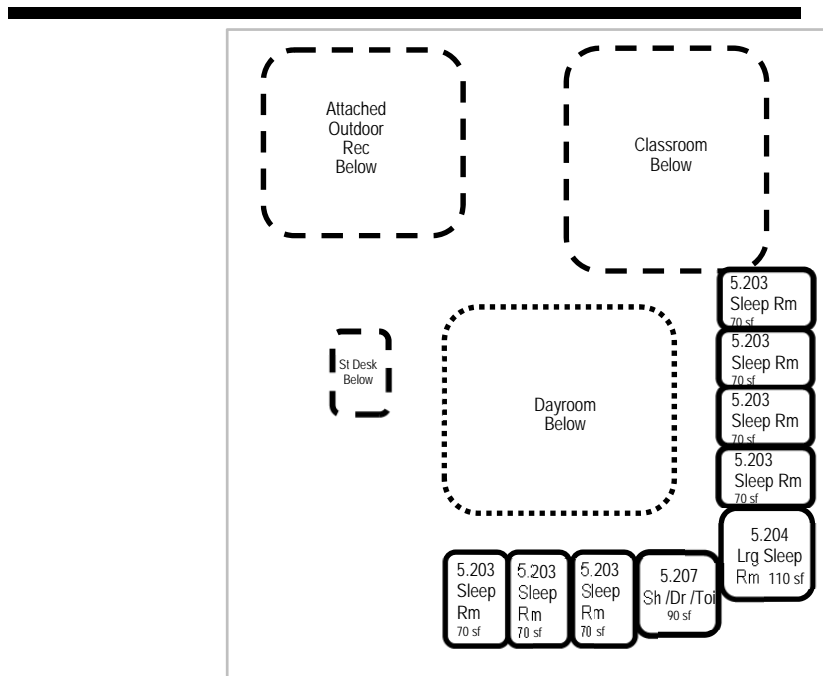 Attached
Outdoor
Rec
Below
Classroom
Below
5.203
Sleep Rm
70 sf
5.203
Sleep Rm
70 sf
5.203
Sleep Rm
70 sf
5.203
Sleep Rm
70 sf
St Desk
Below
Dayroom
Below
5.204
Lrg Sleep
Rm 110 sf
5.203
Sleep
Rm
70 sf
5.203
Sleep
Rm
70 sf
5.203
Sleep
Rm
70 sf
5.207
Sh /Dr /Toi
90 sf